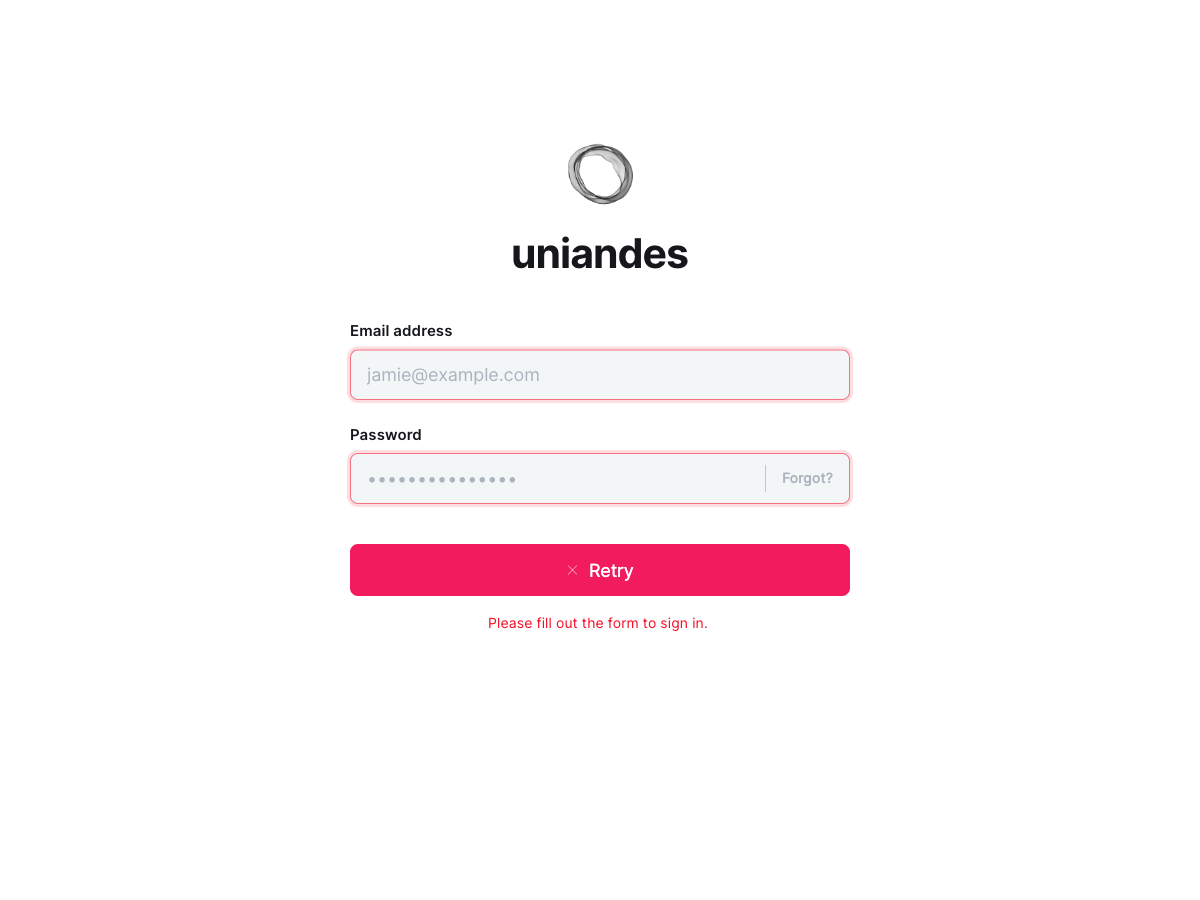 uniandes
Email address
jamie@example.com
Password
•••••••••••••••
Forgot?
Retry
Please fill out the form to sign in.